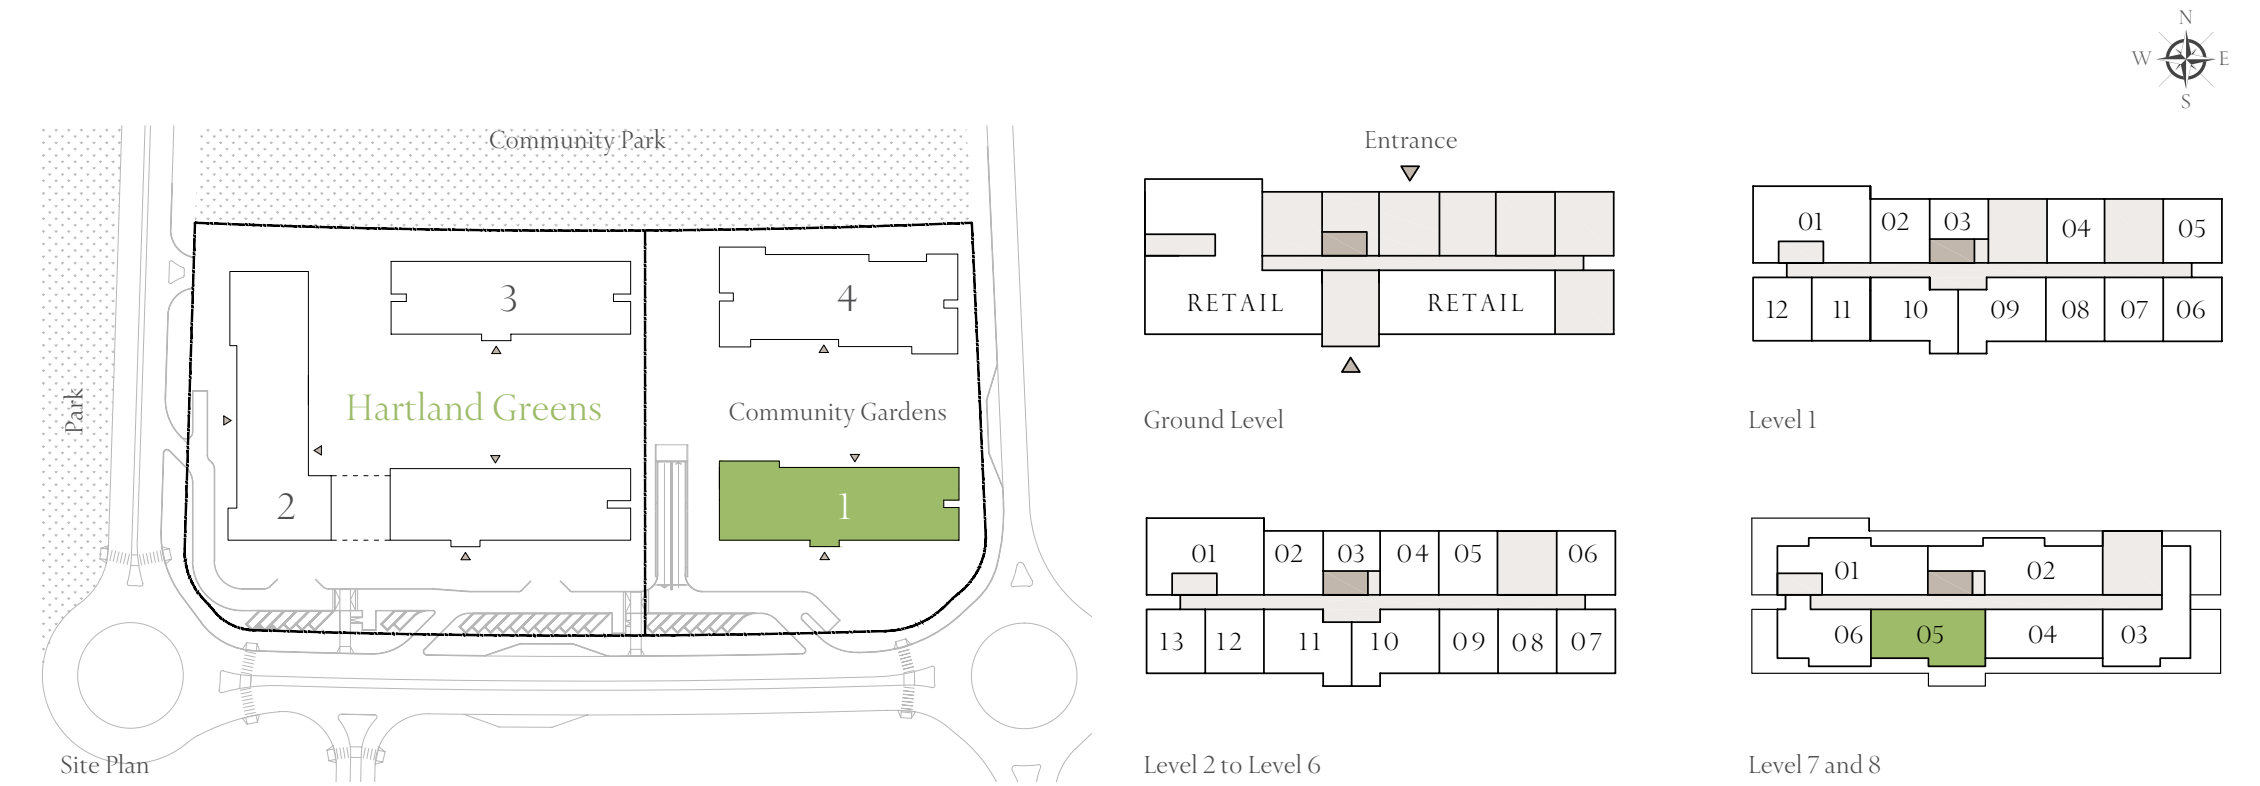 N
W E
S
Community Park
Park
3
4
Hartland Greens
Community Gardens
2
1
Site Plan
Entrance
RETAIL RETAIL
Ground Level
01 02 03 04 05
12 11 10 09 08 07 06
Level 1
01 02 03 04 05 06
13 12 11 10 09 08 07
Level 2 to Level 6
01 02
06 05 04 03
Level 7 and 8